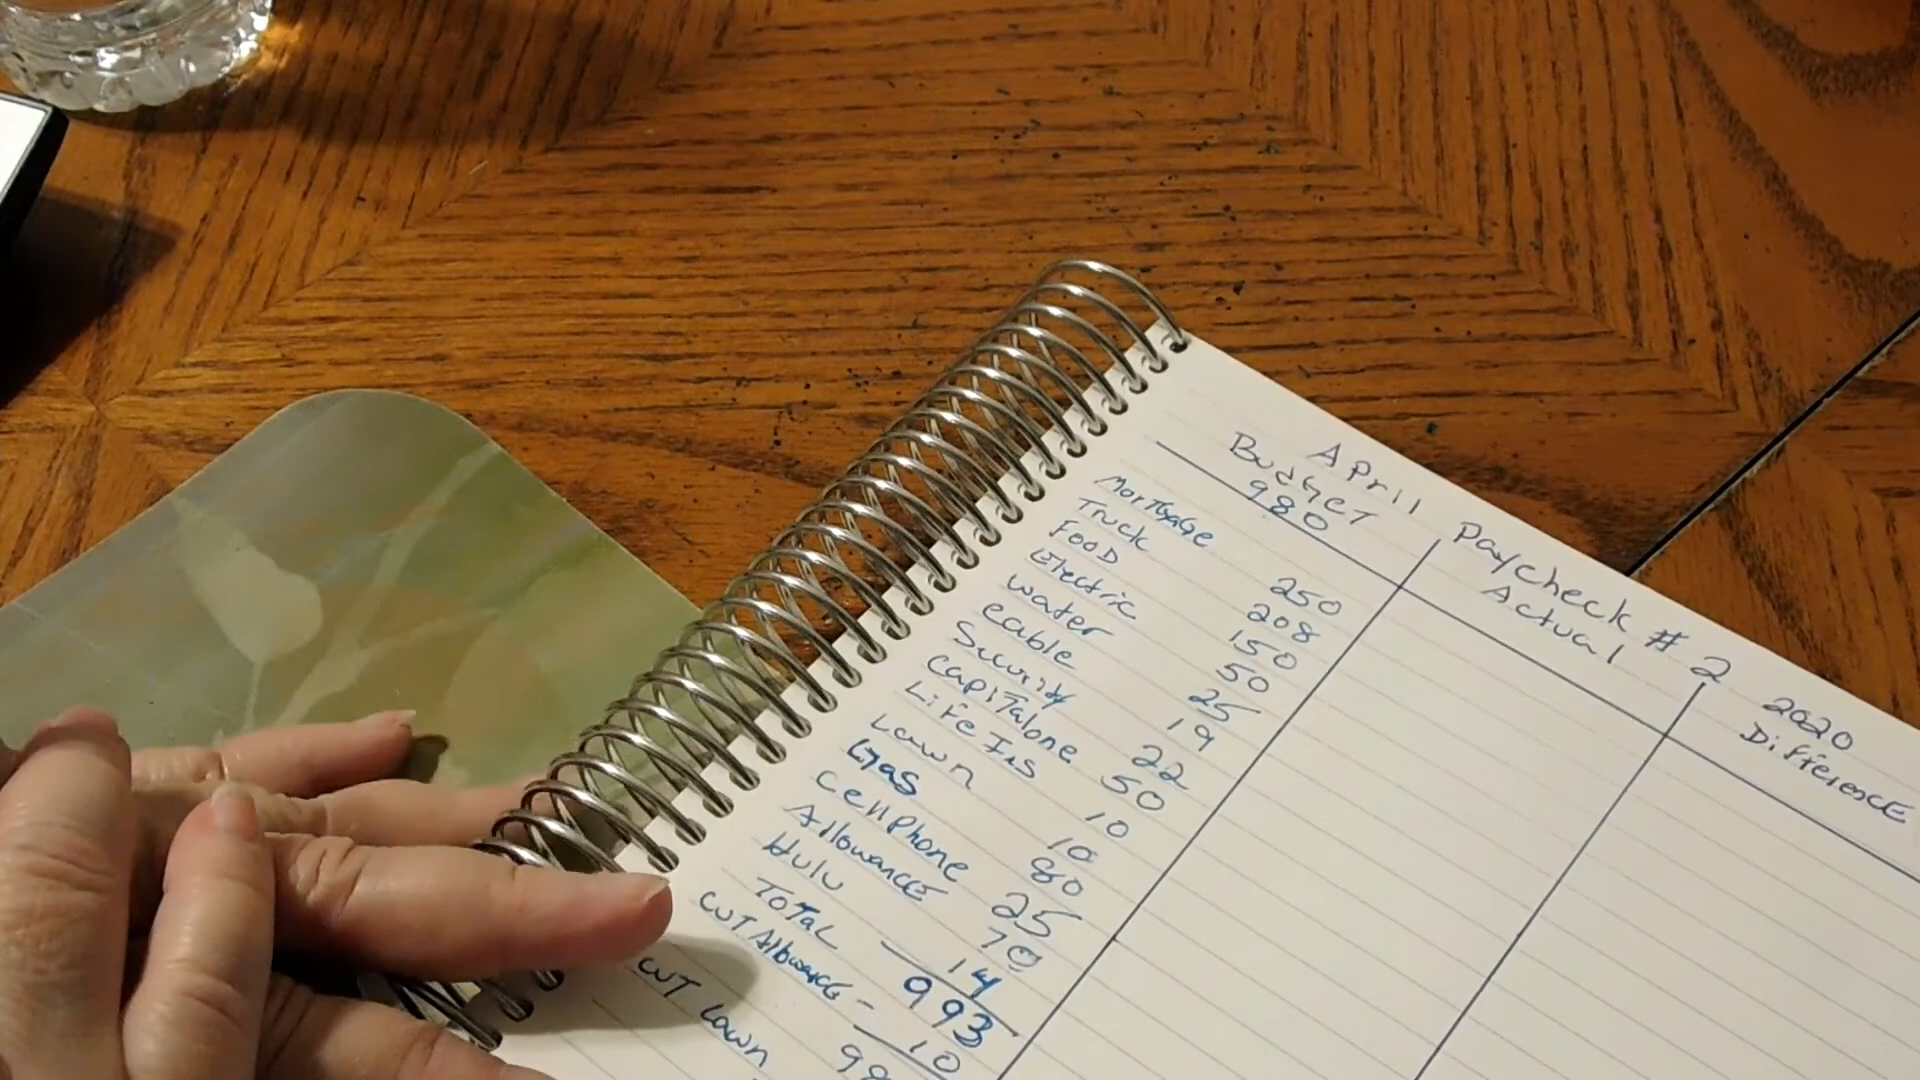 April Paycheck # 2 2020
Budget Actual Difference
980
Mortgage 250
Truck 208
Food 150
Electric 50
Water 25
Cable 19
Security 22
Capitalone 50
Life Ins 10
Lawn 10
Gas 80
Cellphone 25
Allowance 70
Hulu 14
Total 993
CUT Allowance - 10
CUT Lawn